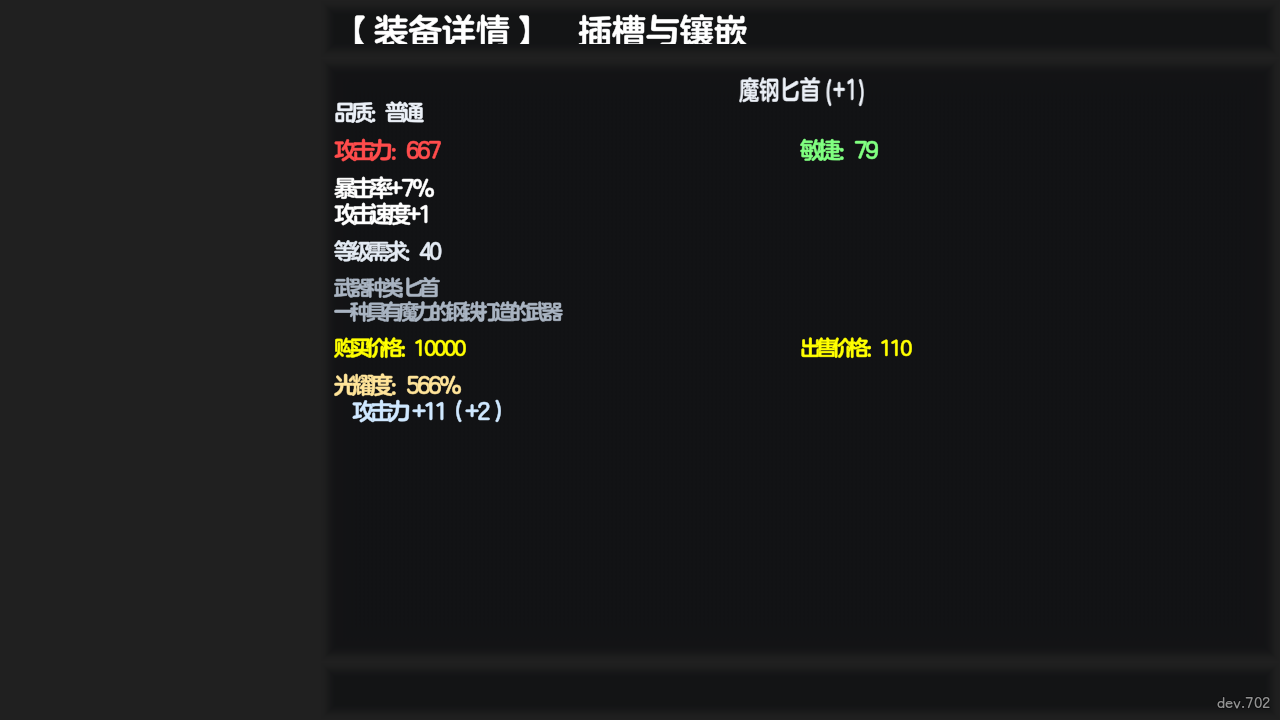 【装备详情】 插槽与镶嵌
魔钢匕首 (+1)
品质: 普通
攻击力: 667 敏捷: 79
暴击率+7%
攻击速度+1
等级需求: 40
武器种类:匕首
一种具有魔力的钢铁打造的武器
购买价格: 10000 出售价格: 110
光耀度: 566%
攻击力 +11 ( +2 )
dev.702